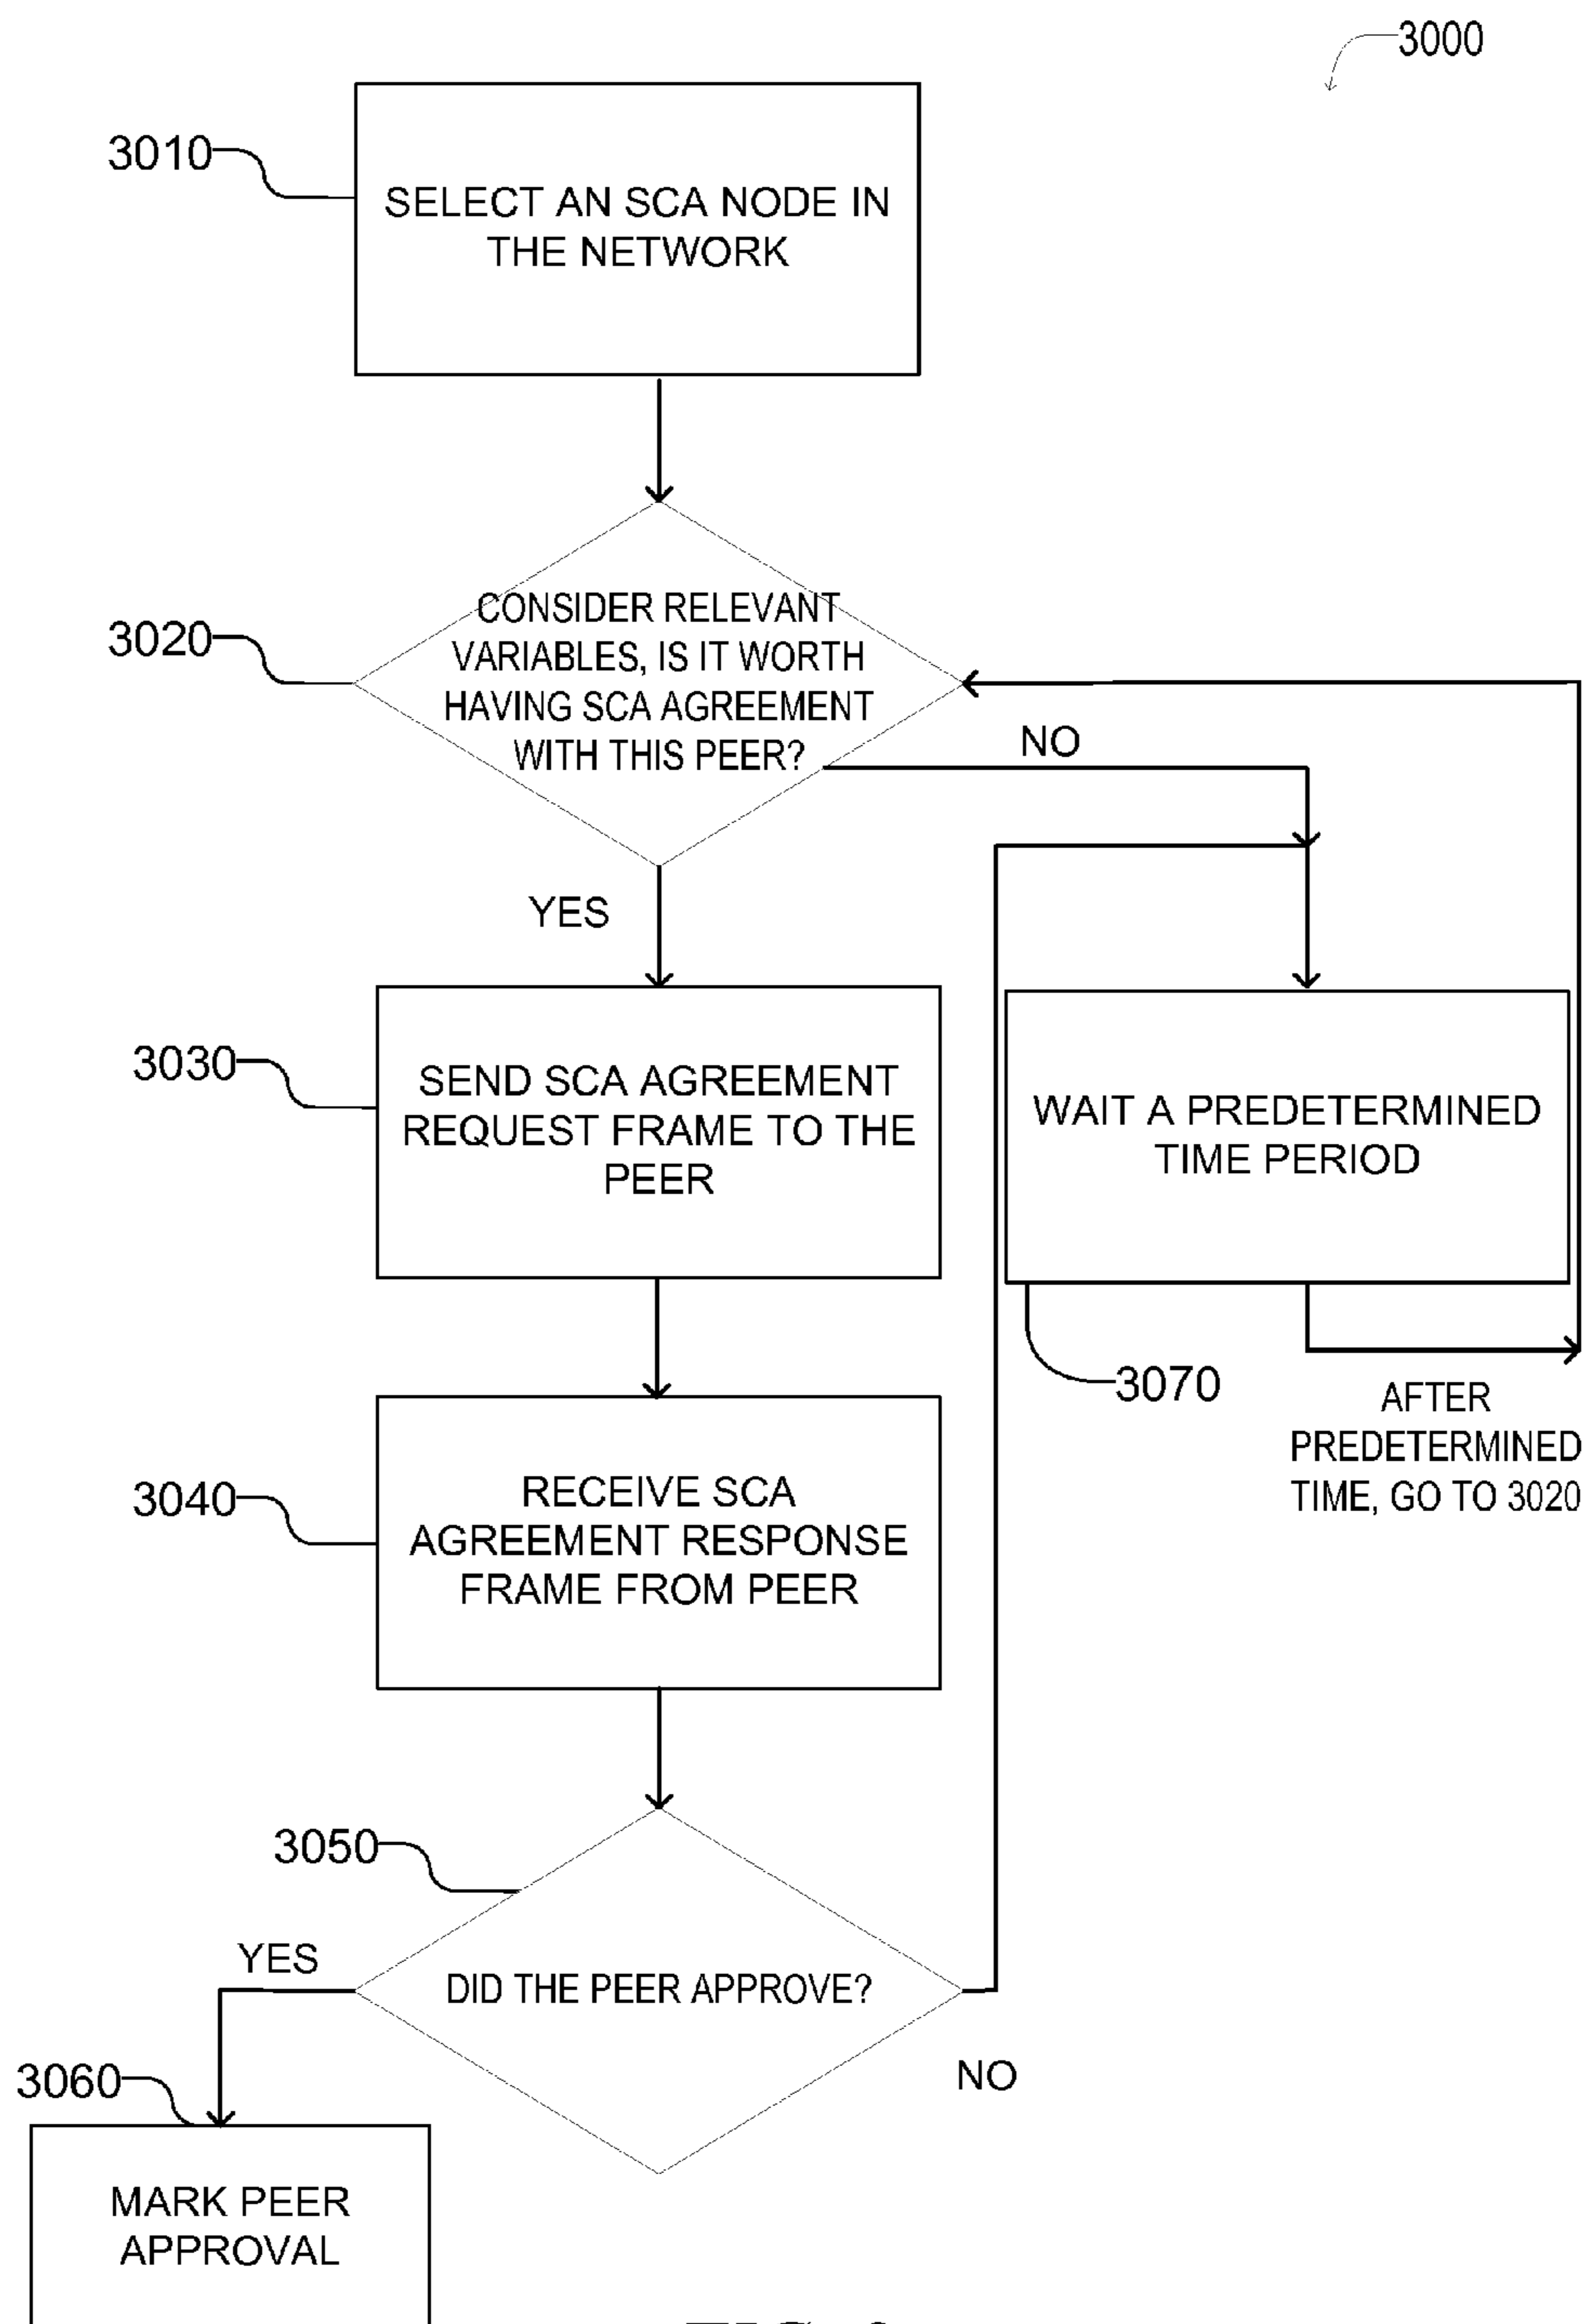 3000
3010
SELECT AN SCA NODE IN
THE NETWORK
3020
CONSIDER RELEVANT
VARIABLES, IS IT WORTH
HAVING SCA AGREEMENT
WITH THIS PEER?
NO
YES
3030
SEND SCA AGREEMENT
REQUEST FRAME TO THE
PEER
WAIT A PREDETERMINED
TIME PERIOD
3070
AFTER
PREDETERMINED
TIME, GO TO 3020
3040
RECEIVE SCA
AGREEMENT RESPONSE
FRAME FROM PEER
3050
YES
DID THE PEER APPROVE?
NO
3060
MARK PEER
APPROVAL